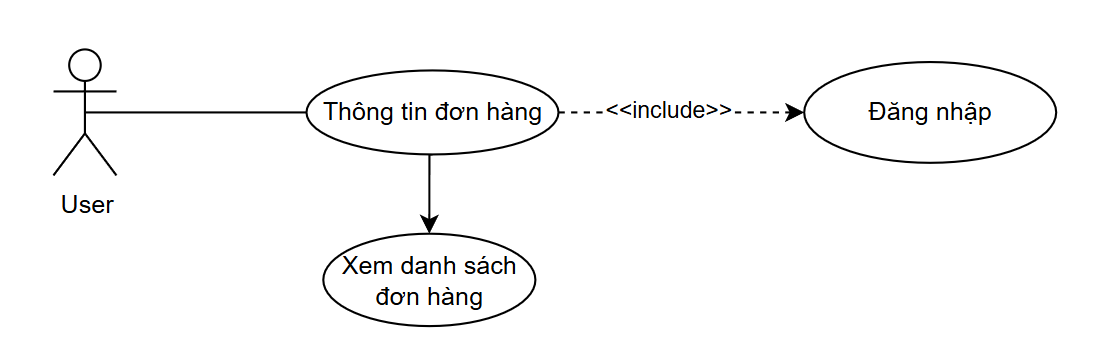 Thông tin đơn hàng
<<include>>
Đăng nhập
User
Xem danh sách
đơn hàng